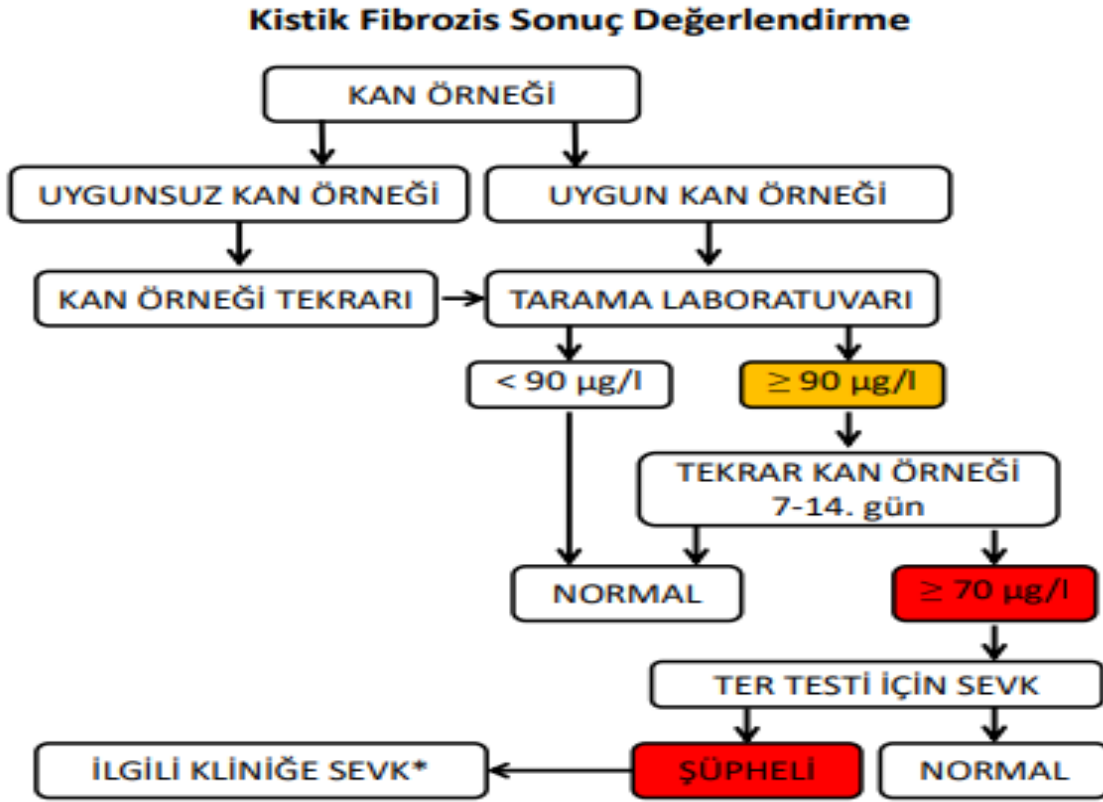 Kistik Fibrozis Sonuç Değerlendirme
KAN ÖRNEĞİ
UYGUNSUZ KAN ÖRNEĞİ
UYGUN KAN ÖRNEĞİ
KAN ÖRNEĞİ TEKRARI
TARAMA LABORATUVARI
< 90 µg/l
≥ 90 µg/l
TEKRAR KAN ÖRNEĞİ
7-14. gün
NORMAL
≥ 70 µg/l
TER TESTİ İÇİN SEVK
İLGİLİ KLİNİĞE SEVK*
ŞÜPHELİ
NORMAL